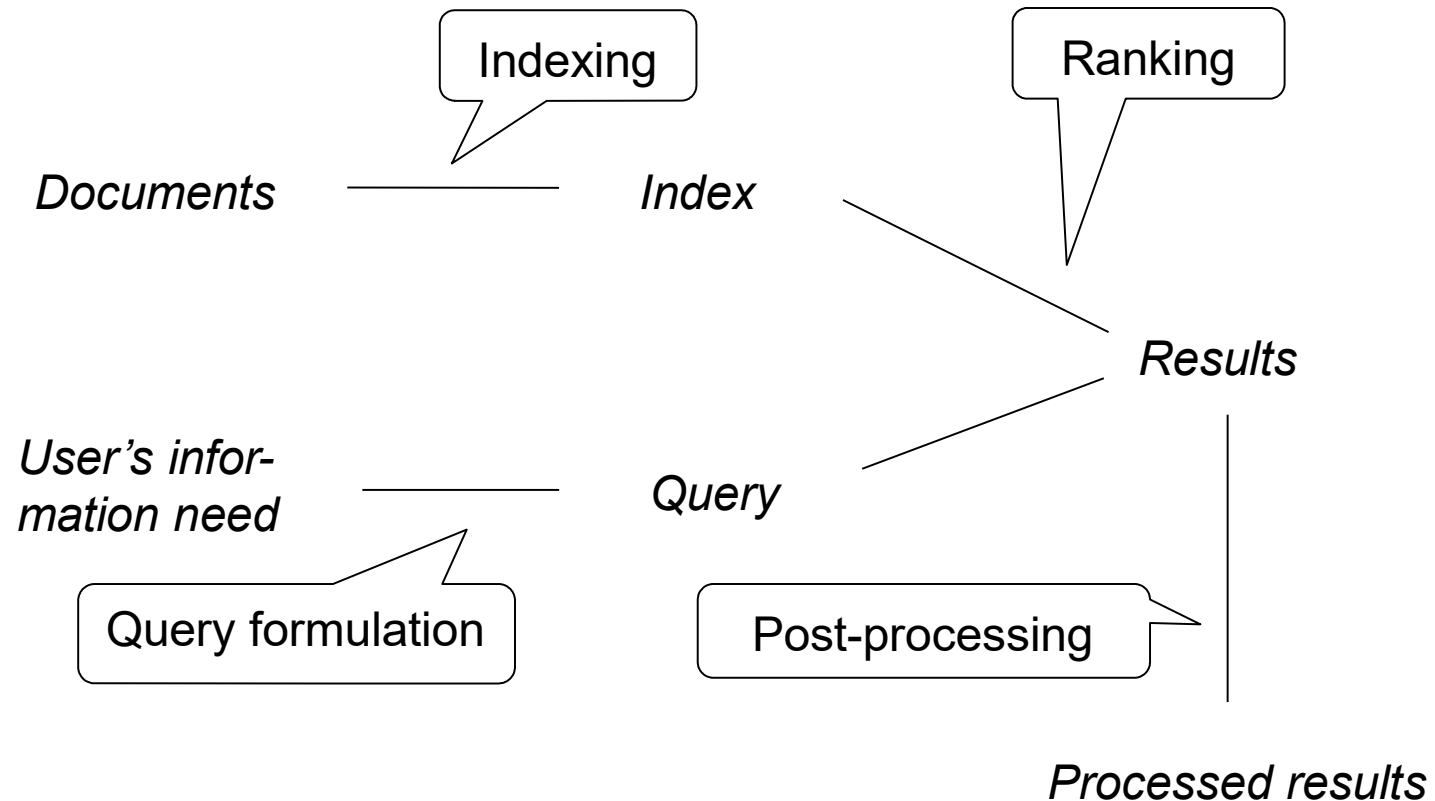 Indexing
Ranking
Documents
Index
Results
User’s infor-
mation need
Query
Query formulation
Post-processing
Processed results